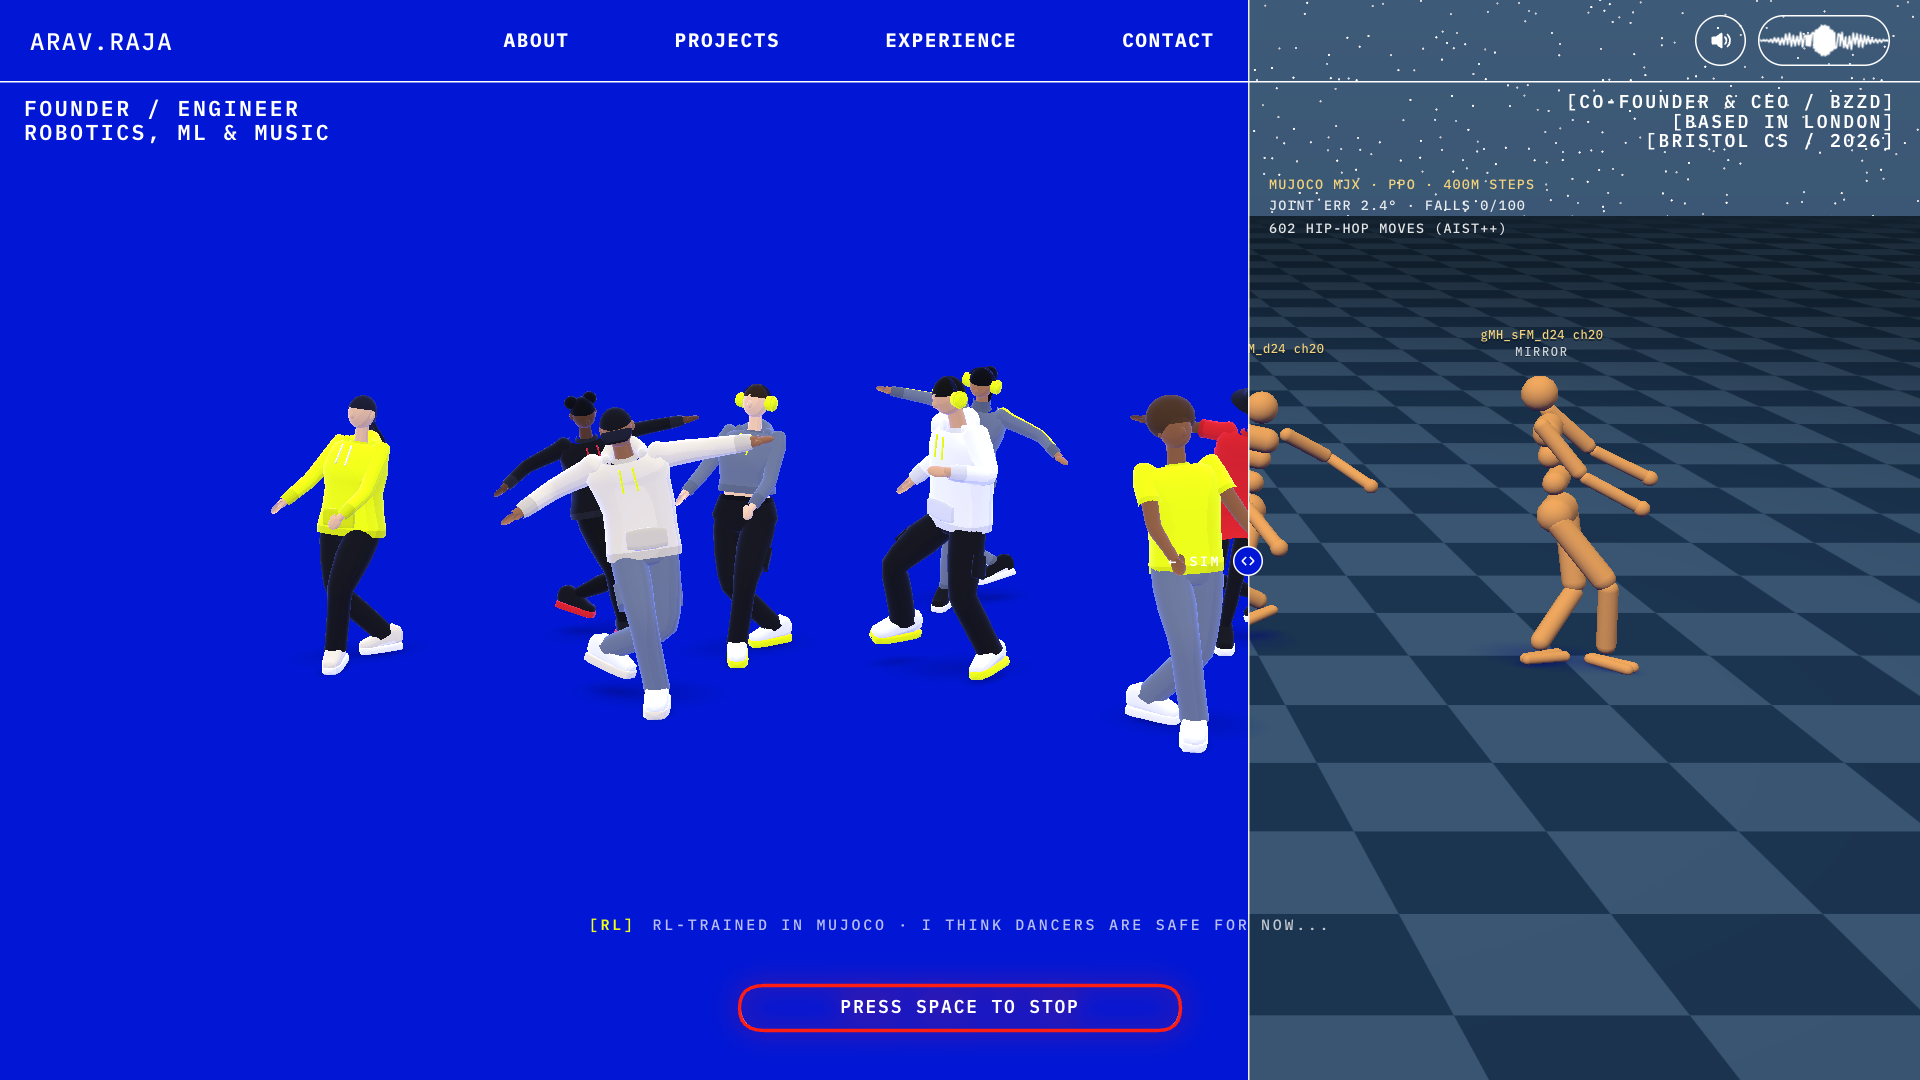 ARAV.RAJA
ABOUT
PROJECTS
EXPERIENCE
CONTACT
FOUNDER / ENGINEER
ROBOTICS, ML & MUSIC
[CO-FOUNDER & CEO / BZZD]
[BASED IN LONDON]
[BRISTOL CS / 2026]
MUJOCO MJX · PPO · 400M STEPS
JOINT ERR 2.4° · FALLS 0/100
602 HIP-HOP MOVES (AIST++)
M_d24 ch20
gMH_sFM_d24 ch20
MIRROR
SIM
[RL] RL-TRAINED IN MUJOCO · I THINK DANCERS ARE SAFE FOR NOW...
PRESS SPACE TO STOP